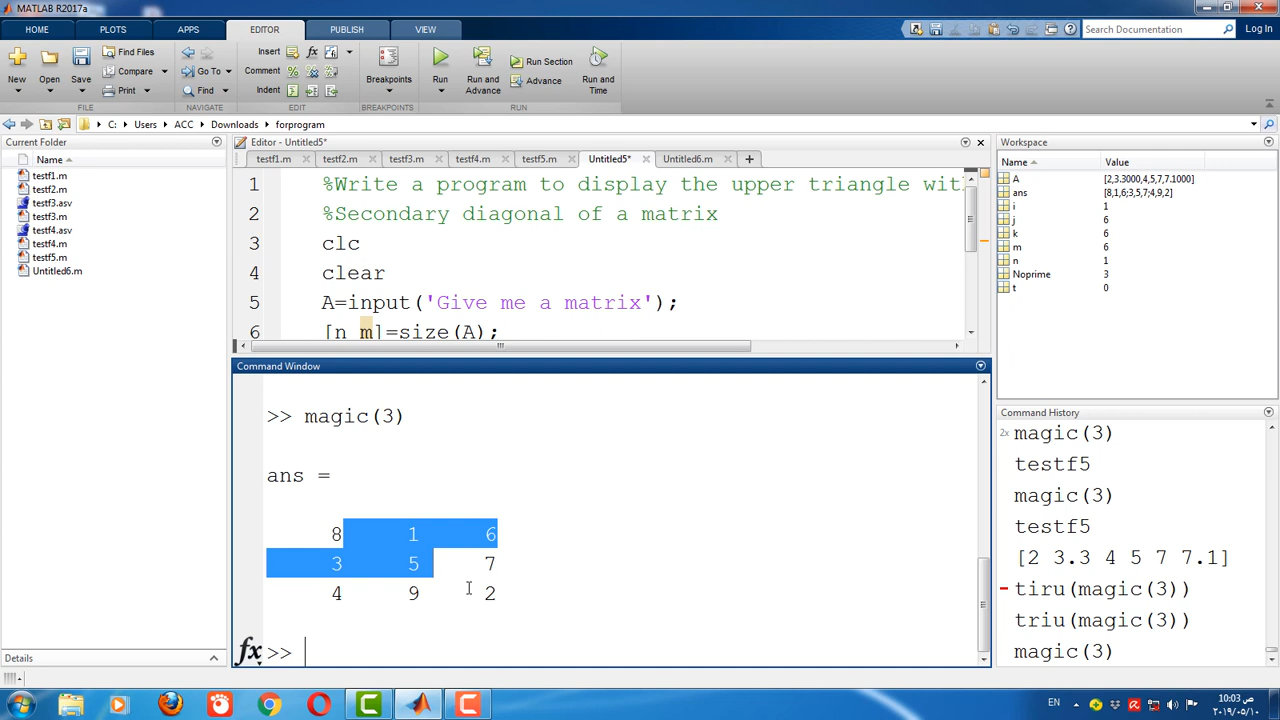 MATLAB R2017a
HOME PLOTS APPS EDITOR PUBLISH VIEW
Search Documentation Log In
New Open Save Find Files Compare Print
FILE
Go To Find
NAVIGATE
Insert Comment Indent
EDIT
Breakpoints
BREAKPOINTS
Run Run and Advance Run Section Advance Run and Time
RUN
C: Users ACC Downloads forprogram
Current Folder
Name
testf1.m
testf2.m
testf3.asv
testf3.m
testf4.asv
testf4.m
testf5.m
Untitled6.m
Details
Editor - Untitled5*
testf1.m testf2.m testf3.m testf4.m testf5.m Untitled5* Untitled6.m
1 %Write a program to display the upper triangle wit
2 %Secondary diagonal of a matrix
3 clc
4 clear
5 A=input('Give me a matrix');
6 [n m]=size(A);
Command Window
>> magic(3)
ans =
8 1 6
3 5 7
4 9 2
fx >>
Workspace
Name Value
A [2,3.3000,4,5,7,7.1000]
ans [8,1,6;3,5,7;4,9,2]
i 1
j 6
k 6
m 6
n 1
Noprime 3
t 0
Command History
2x magic(3)
testf5
magic(3)
testf5
[2 3.3 4 5 7 7.1]
tiru(magic(3))
triu(magic(3))
magic(3)
EN
10:03 ص
٢٠١٩/٠٥/١٠